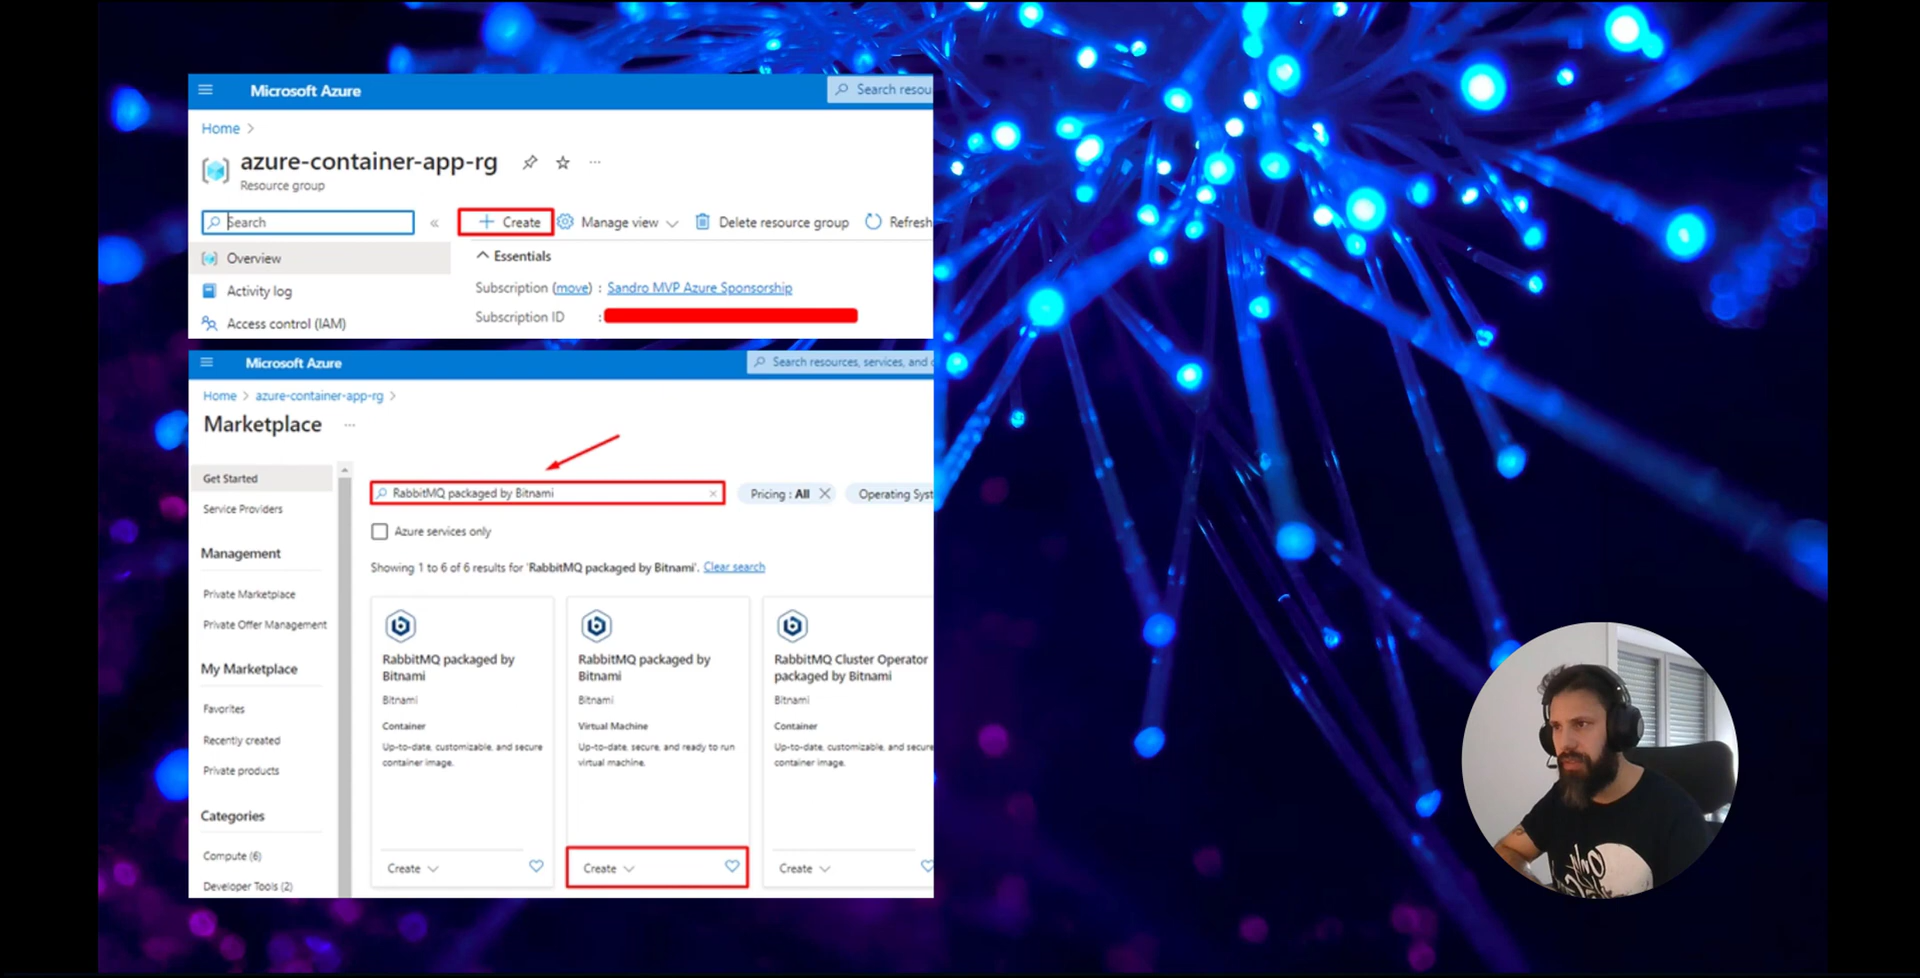 Microsoft Azure
Search resou
Home >
azure-container-app-rg
Resource group
Search
«
+ Create
Manage view
Delete resource group
Refresh
Overview
Essentials
Activity log
Subscription (move) : Sandro MVP Azure Sponsorship
Access control (IAM)
Subscription ID :
Microsoft Azure
Search resources, services, and d
Home > azure-container-app-rg >
Marketplace ...
Get Started
Service Providers
Management
Private Marketplace
Private Offer Management
My Marketplace
Favorites
Recently created
Private products
Categories
Compute (6)
Developer Tools (2)
RabbitMQ packaged by Bitnami
Pricing : All
Operating Syst
Azure services only
Showing 1 to 6 of 6 results for 'RabbitMQ packaged by Bitnami'. Clear search
RabbitMQ packaged by
Bitnami
Bitnami
Container
Up-to-date, customizable, and secure
container image.
Create
RabbitMQ packaged by
Bitnami
Bitnami
Virtual Machine
Up-to-date, secure, and ready to run
virtual machine.
Create
RabbitMQ Cluster Operator
packaged by Bitnami
Bitnami
Container
Up-to-date, customizable, and secure
container image.
Create